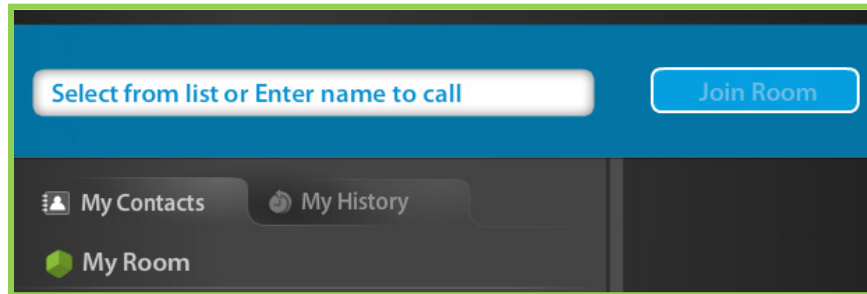 Select from list or Enter name to call
Join Room
My Contacts
My History
My Room